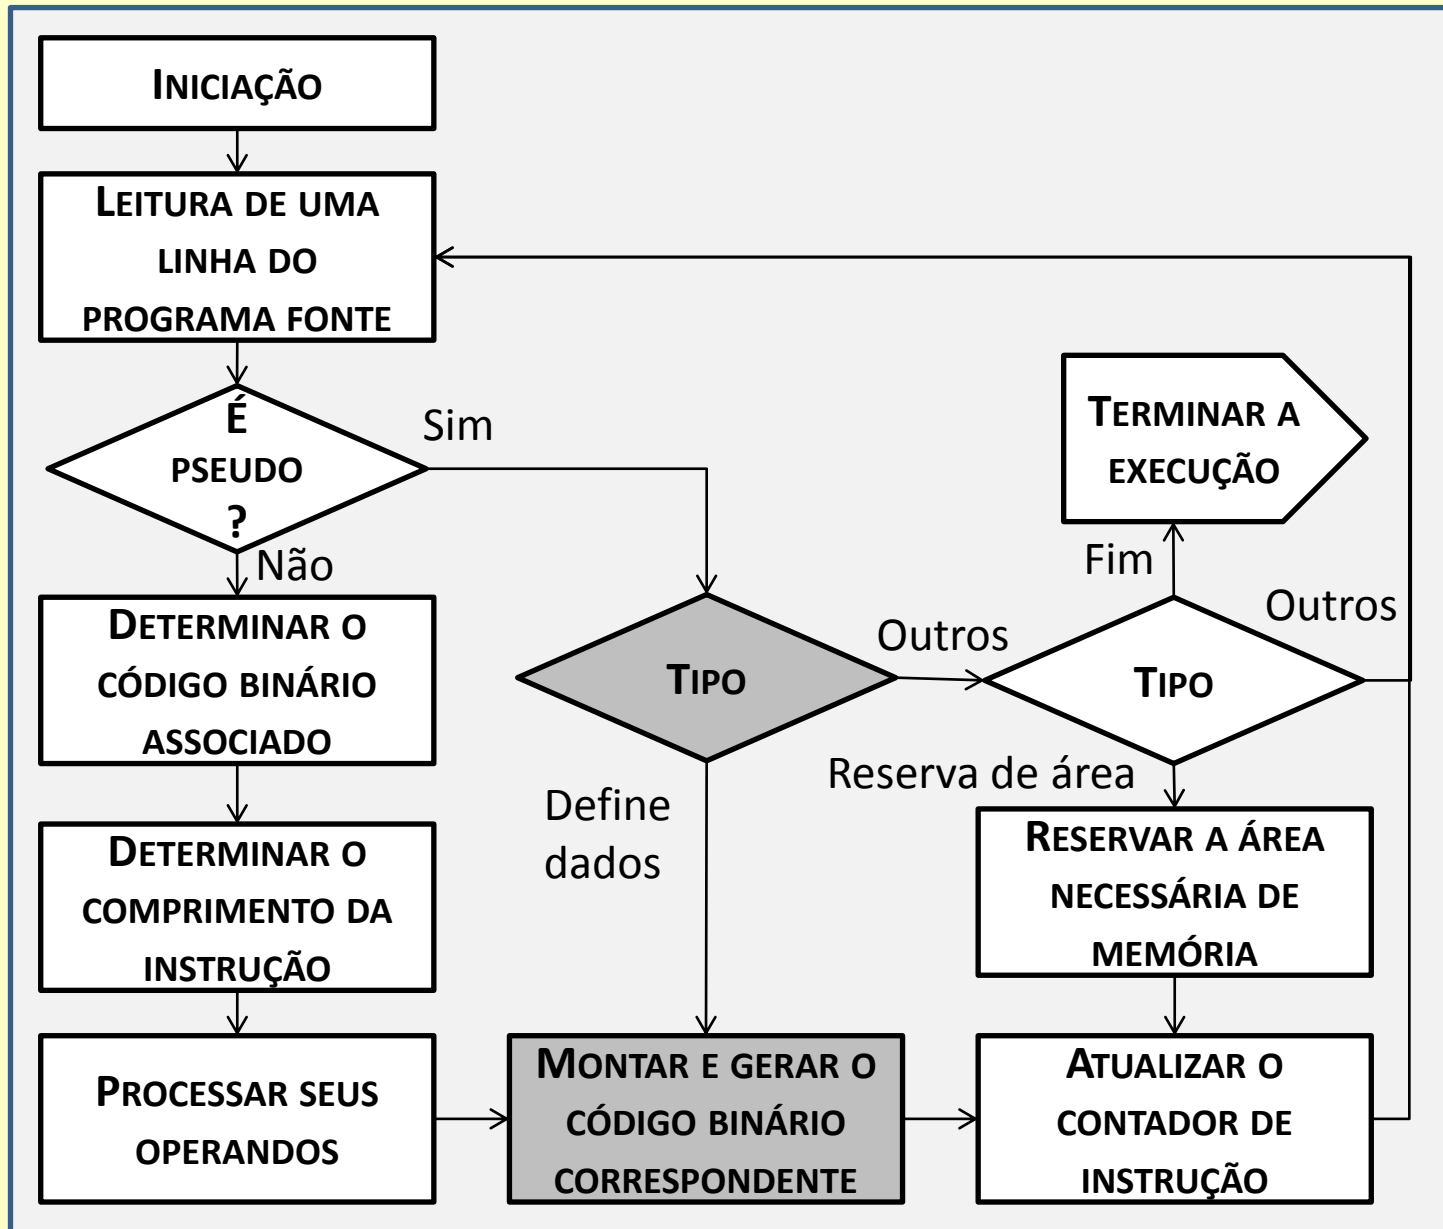 INICIAÇÃO
LEITURA DE UMA
LINHA DO
PROGRAMA FONTE
É
PSEUDO
?
Sim
Não
DETERMINAR O
CÓDIGO BINÁRIO
ASSOCIADO
DETERMINAR O
COMPRIMENTO DA
INSTRUÇÃO
PROCESSAR SEUS
OPERANDOS
TIPO
Define
dados
MONTAR E GERAR O
CÓDIGO BINÁRIO
CORRESPONDENTE
Outros
TERMINAR A
EXECUÇÃO
Fim
Outros
TIPO
Reserva de área
RESERVAR A ÁREA
NECESSÁRIA DE
MEMÓRIA
ATUALIZAR O
CONTADOR DE
INSTRUÇÃO